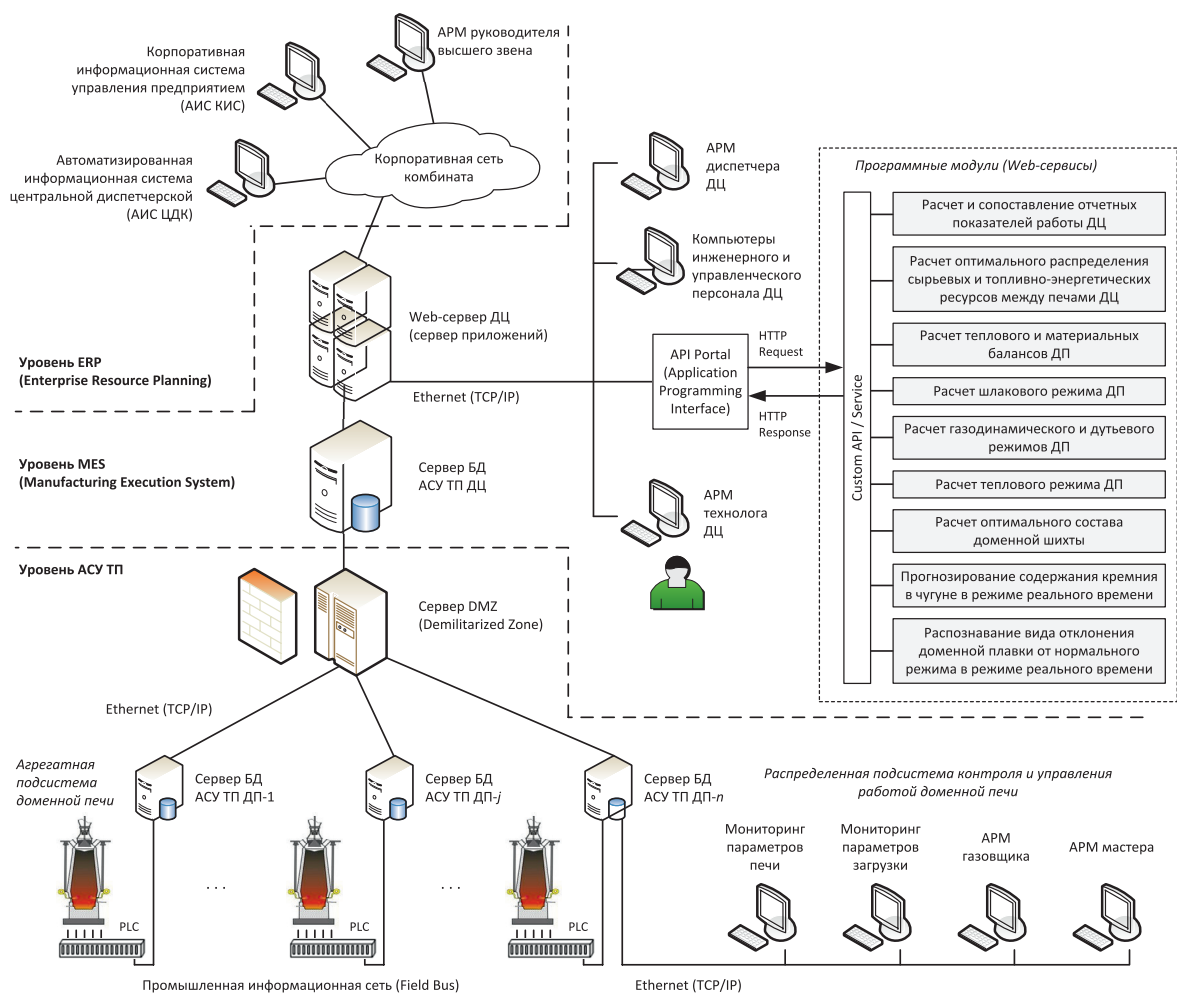 АРМ руководителя
высшего звена
Корпоративная
информационная система
управления предприятием
(АИС КИС)
Автоматизированная
информационная система
центральной диспетчерской
(АИС ЦДК)
Корпоративная сеть
комбината
АРМ
диспетчера
ДЦ
Компьютеры
инженерного и
управленческого
персонала ДЦ
Web-сервер ДЦ
(сервер приложений)
Уровень ERP
(Enterprise Resource Planning)
Ethernet (TCP/IP)
API Portal
(Application
Programming
Interface)
HTTP
Request
HTTP
Response
Программные модули (Web-сервисы)
Custom API / Service
Расчет и сопоставление отчетных
показателей работы ДЦ
Расчет оптимального распределения
сырьевых и топливно-энергетических
ресурсов между печами ДЦ
Расчет теплового и материальных
балансов ДП
Расчет шлакового режима ДП
Расчет газодинамического и дутьевого
режимов ДП
Расчет теплового режима ДП
Расчет оптимального состава
доменной шихты
Прогнозирование содержания кремния
в чугуне в режиме реального времени
Распознавание вида отклонения
доменной плавки от нормального
режима в режиме реального времени
Уровень MES
(Manufacturing Execution System)
Сервер БД
АСУ ТП ДЦ
АРМ
технолога
ДЦ
Уровень АСУ ТП
Сервер DMZ
(Demilitarized Zone)
Ethernet (TCP/IP)
Агрегатная
подсистема
доменной печи
Сервер БД
АСУ ТП ДП-1
Сервер БД
АСУ ТП ДП-j
Сервер БД
АСУ ТП ДП-n
Распределенная подсистема контроля и управления
работой доменной печи
Мониторинг
параметров
печи
Мониторинг
параметров
загрузки
АРМ
газовщика
АРМ мастера
. . .
. . .
PLC
PLC
PLC
Промышленная информационная сеть (Field Bus)
Ethernet (TCP/IP)